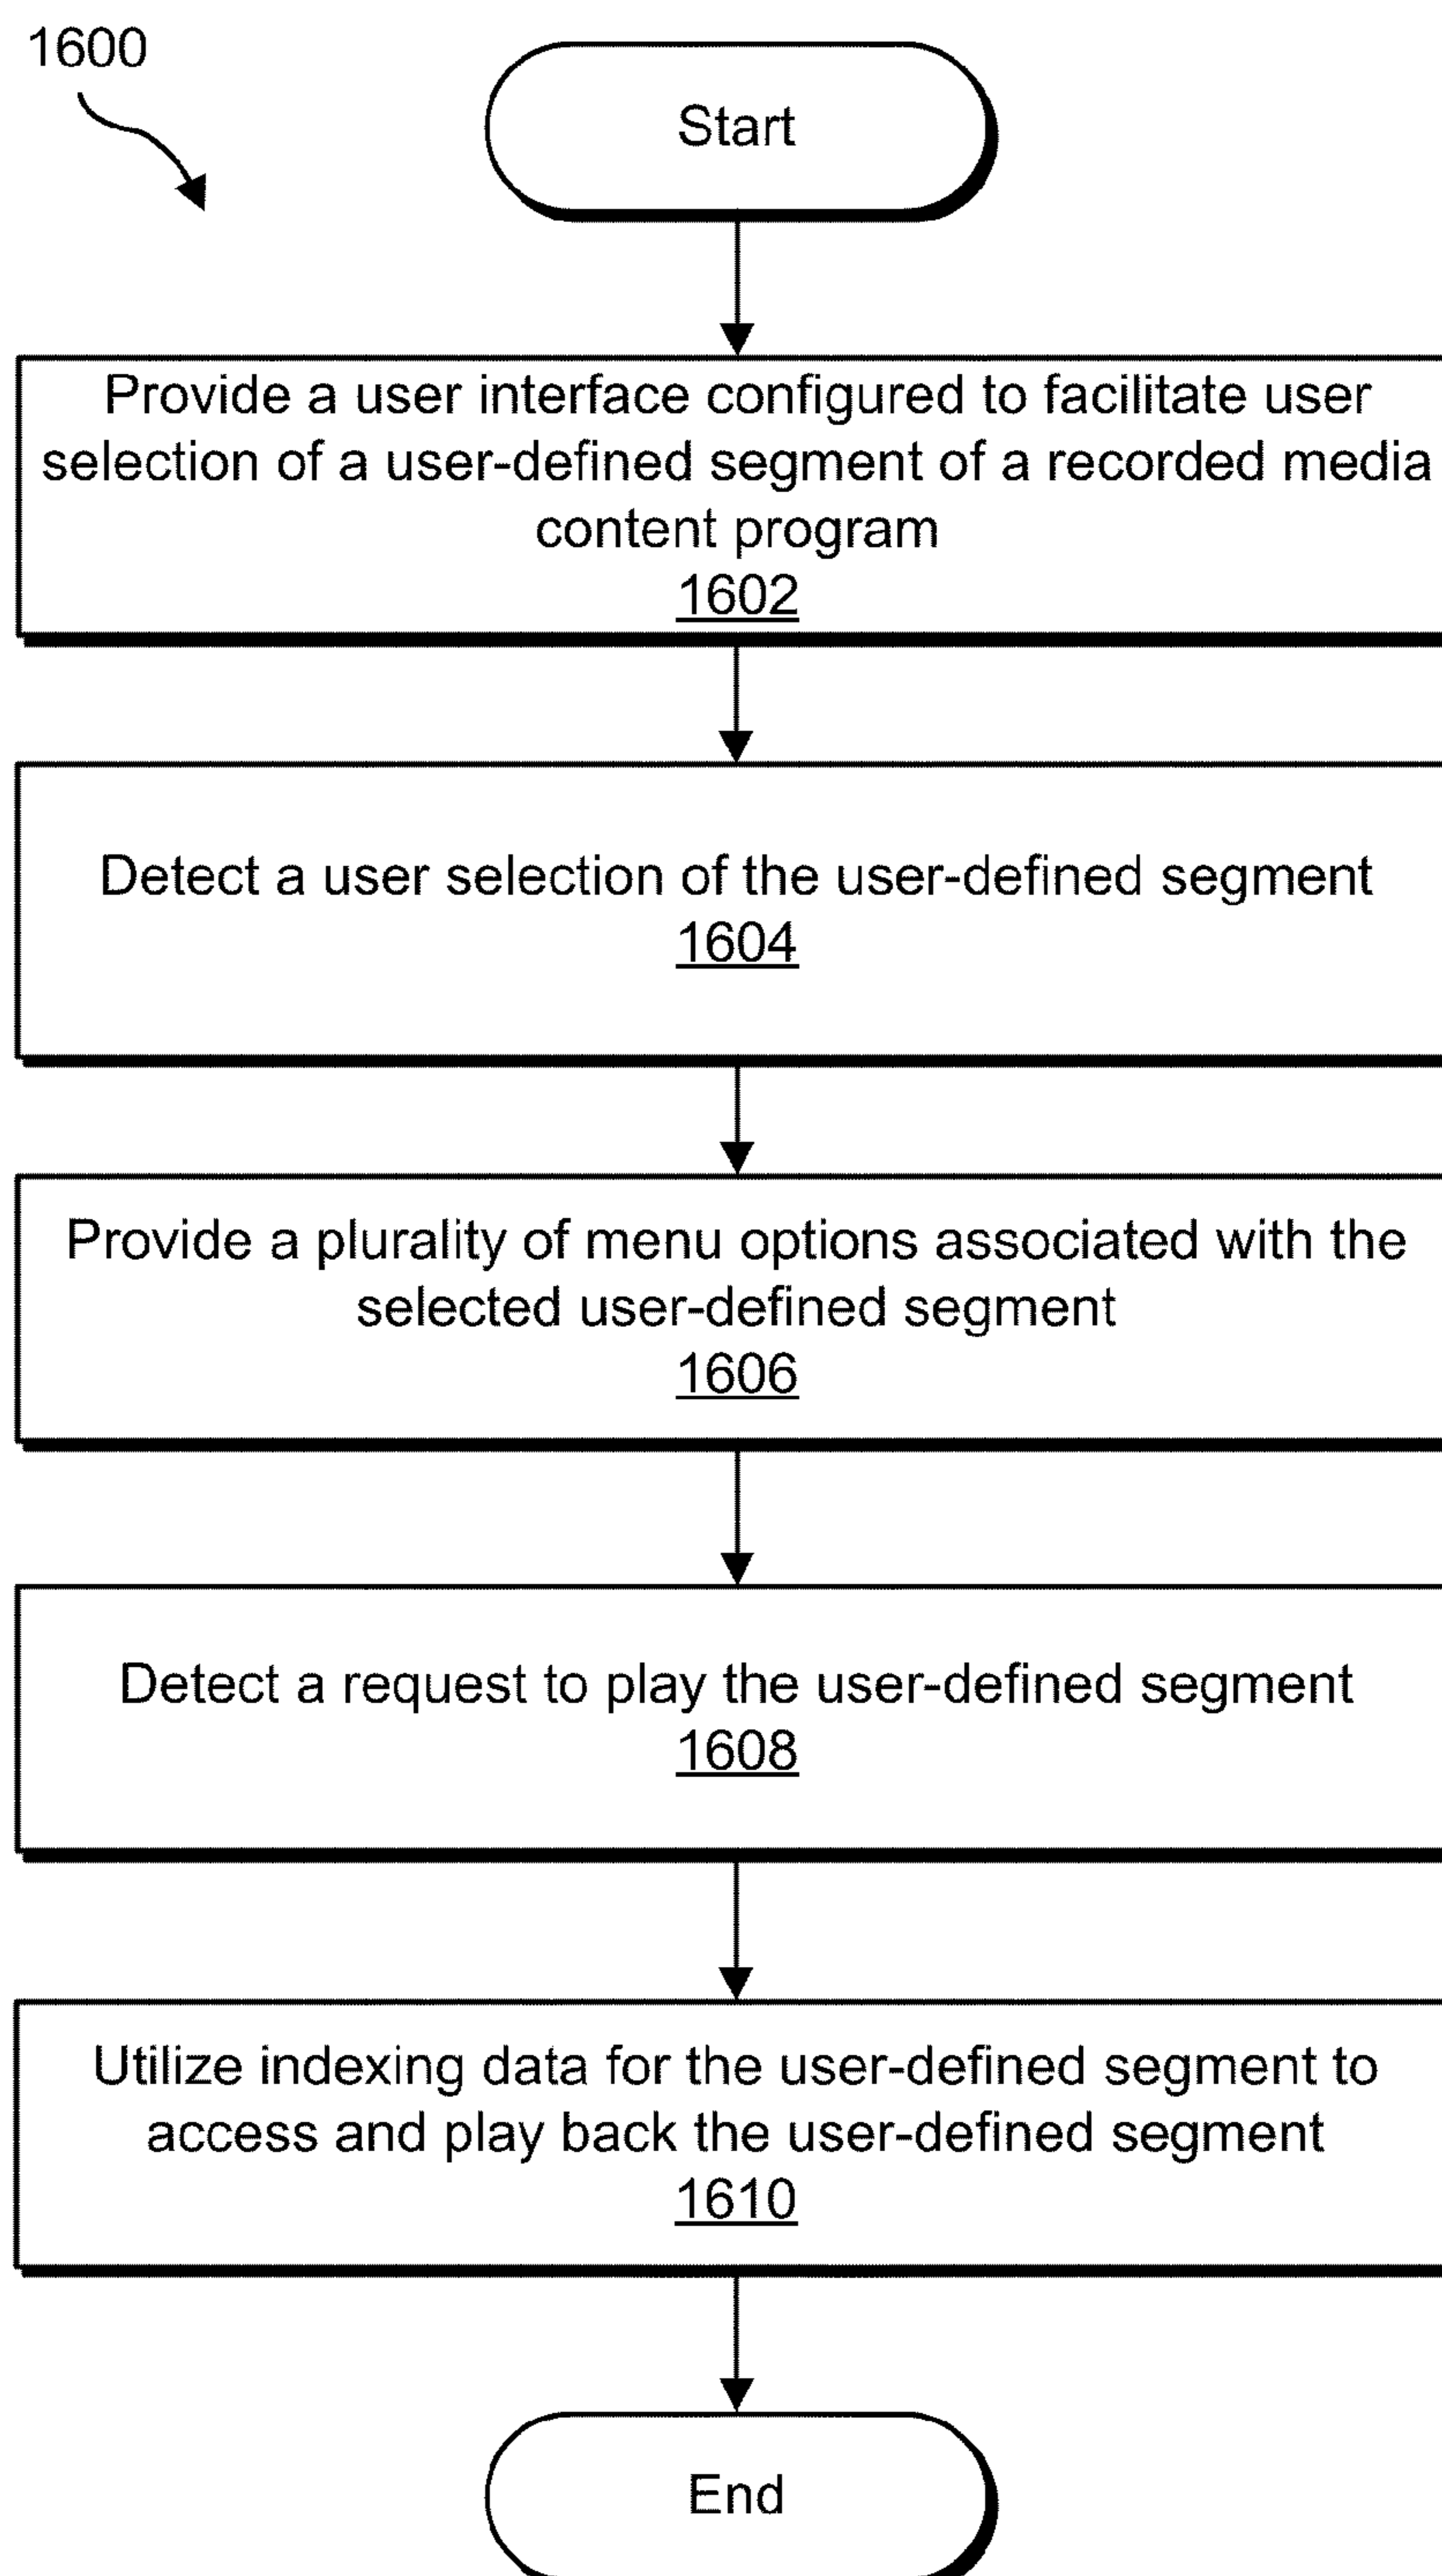 1600
Start
Provide a user interface configured to facilitate user
selection of a user-defined segment of a recorded media
content program
1602
Detect a user selection of the user-defined segment
1604
Provide a plurality of menu options associated with the
selected user-defined segment
1606
Detect a request to play the user-defined segment
1608
Utilize indexing data for the user-defined segment to
access and play back the user-defined segment
1610
End